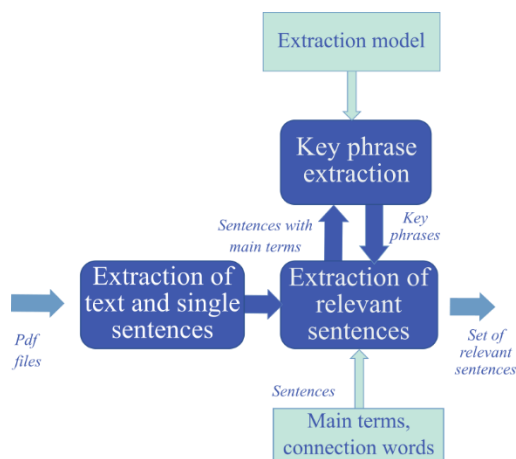 Extraction model
Key phrase
extraction
Sentences with
main terms
Key
phrases
Extraction of
text and single
sentences
Extraction of
relevant
sentences
Pdf
files
Set of
relevant
sentences
Sentences
Main terms,
connection words